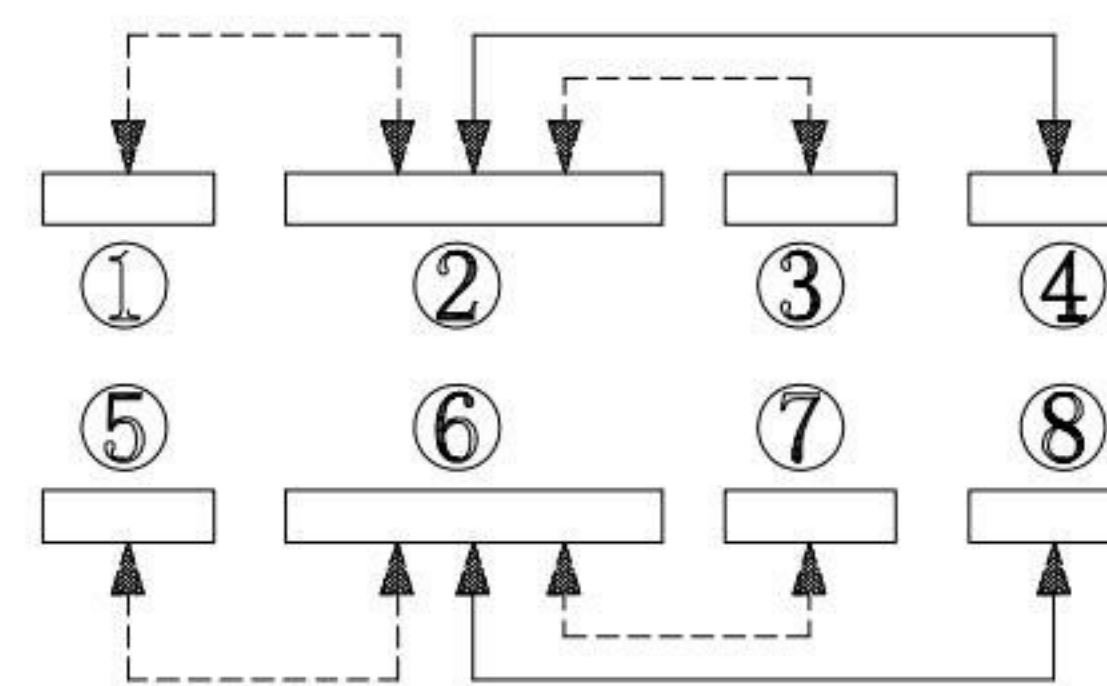 ① ② ③ ④
⑤ ⑥ ⑦ ⑧